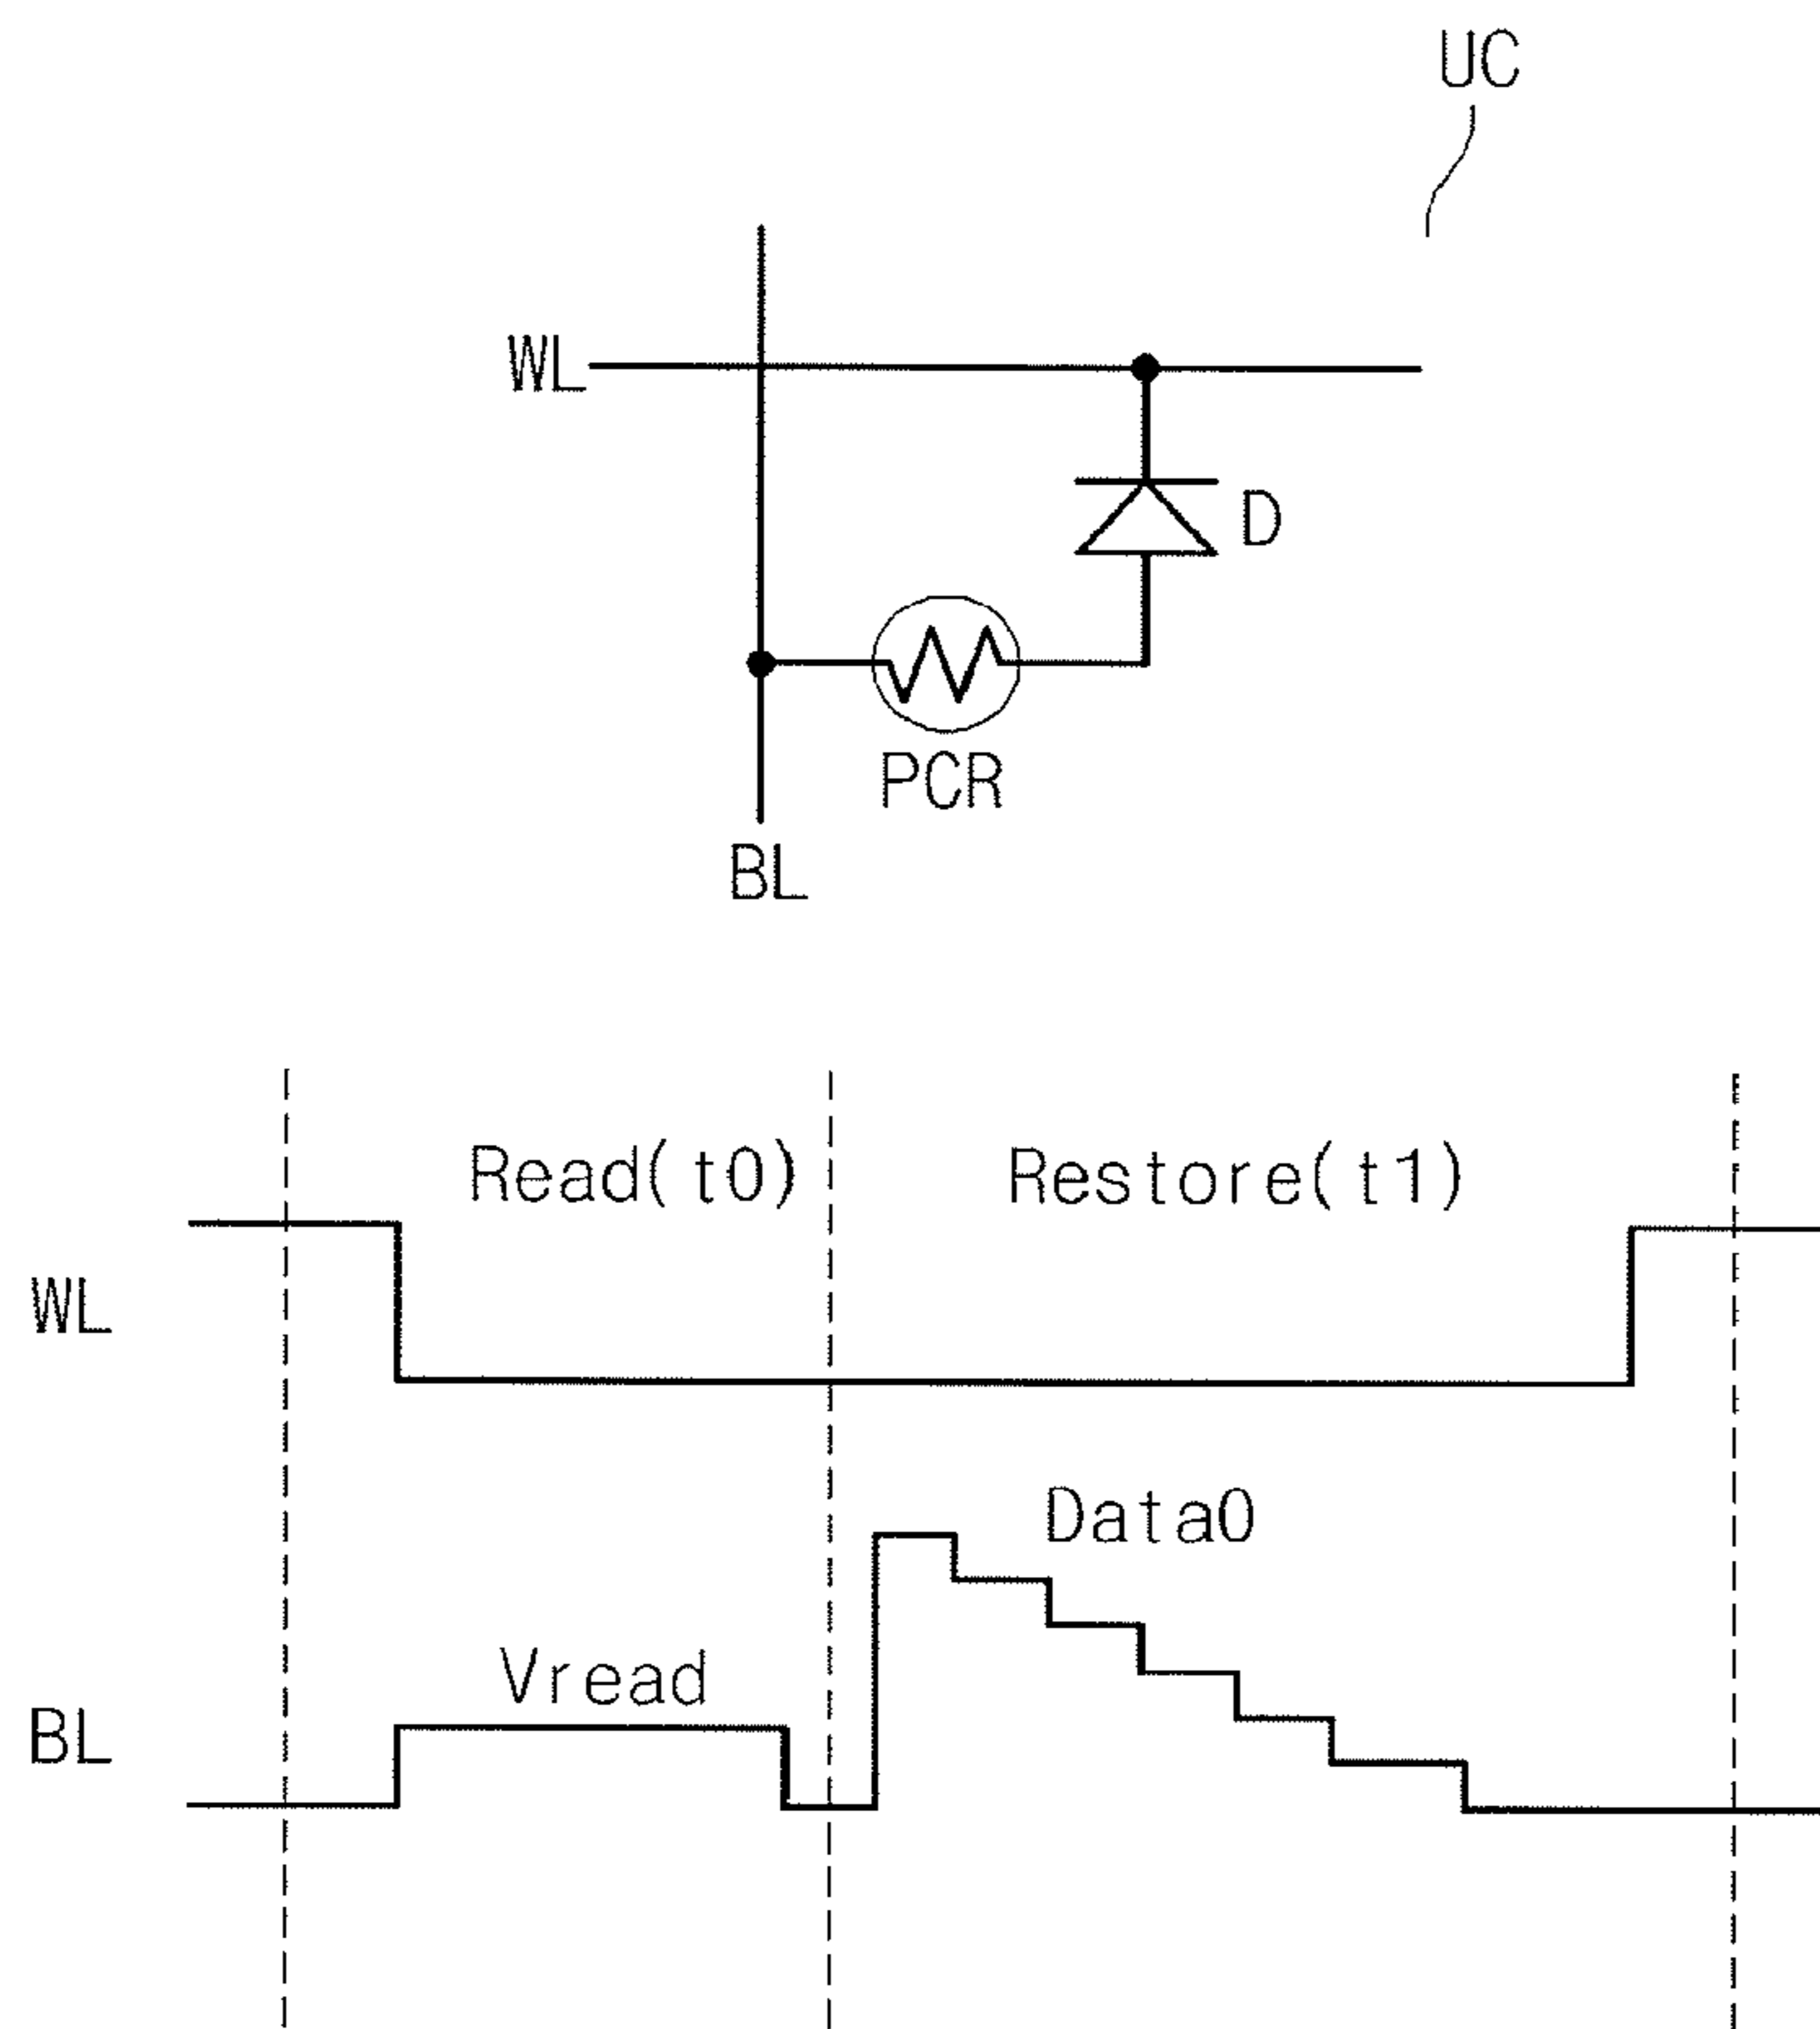 UC
WL
D
PCR
BL
Read(t0) Restore(t1)
WL
Data0
Vread
BL